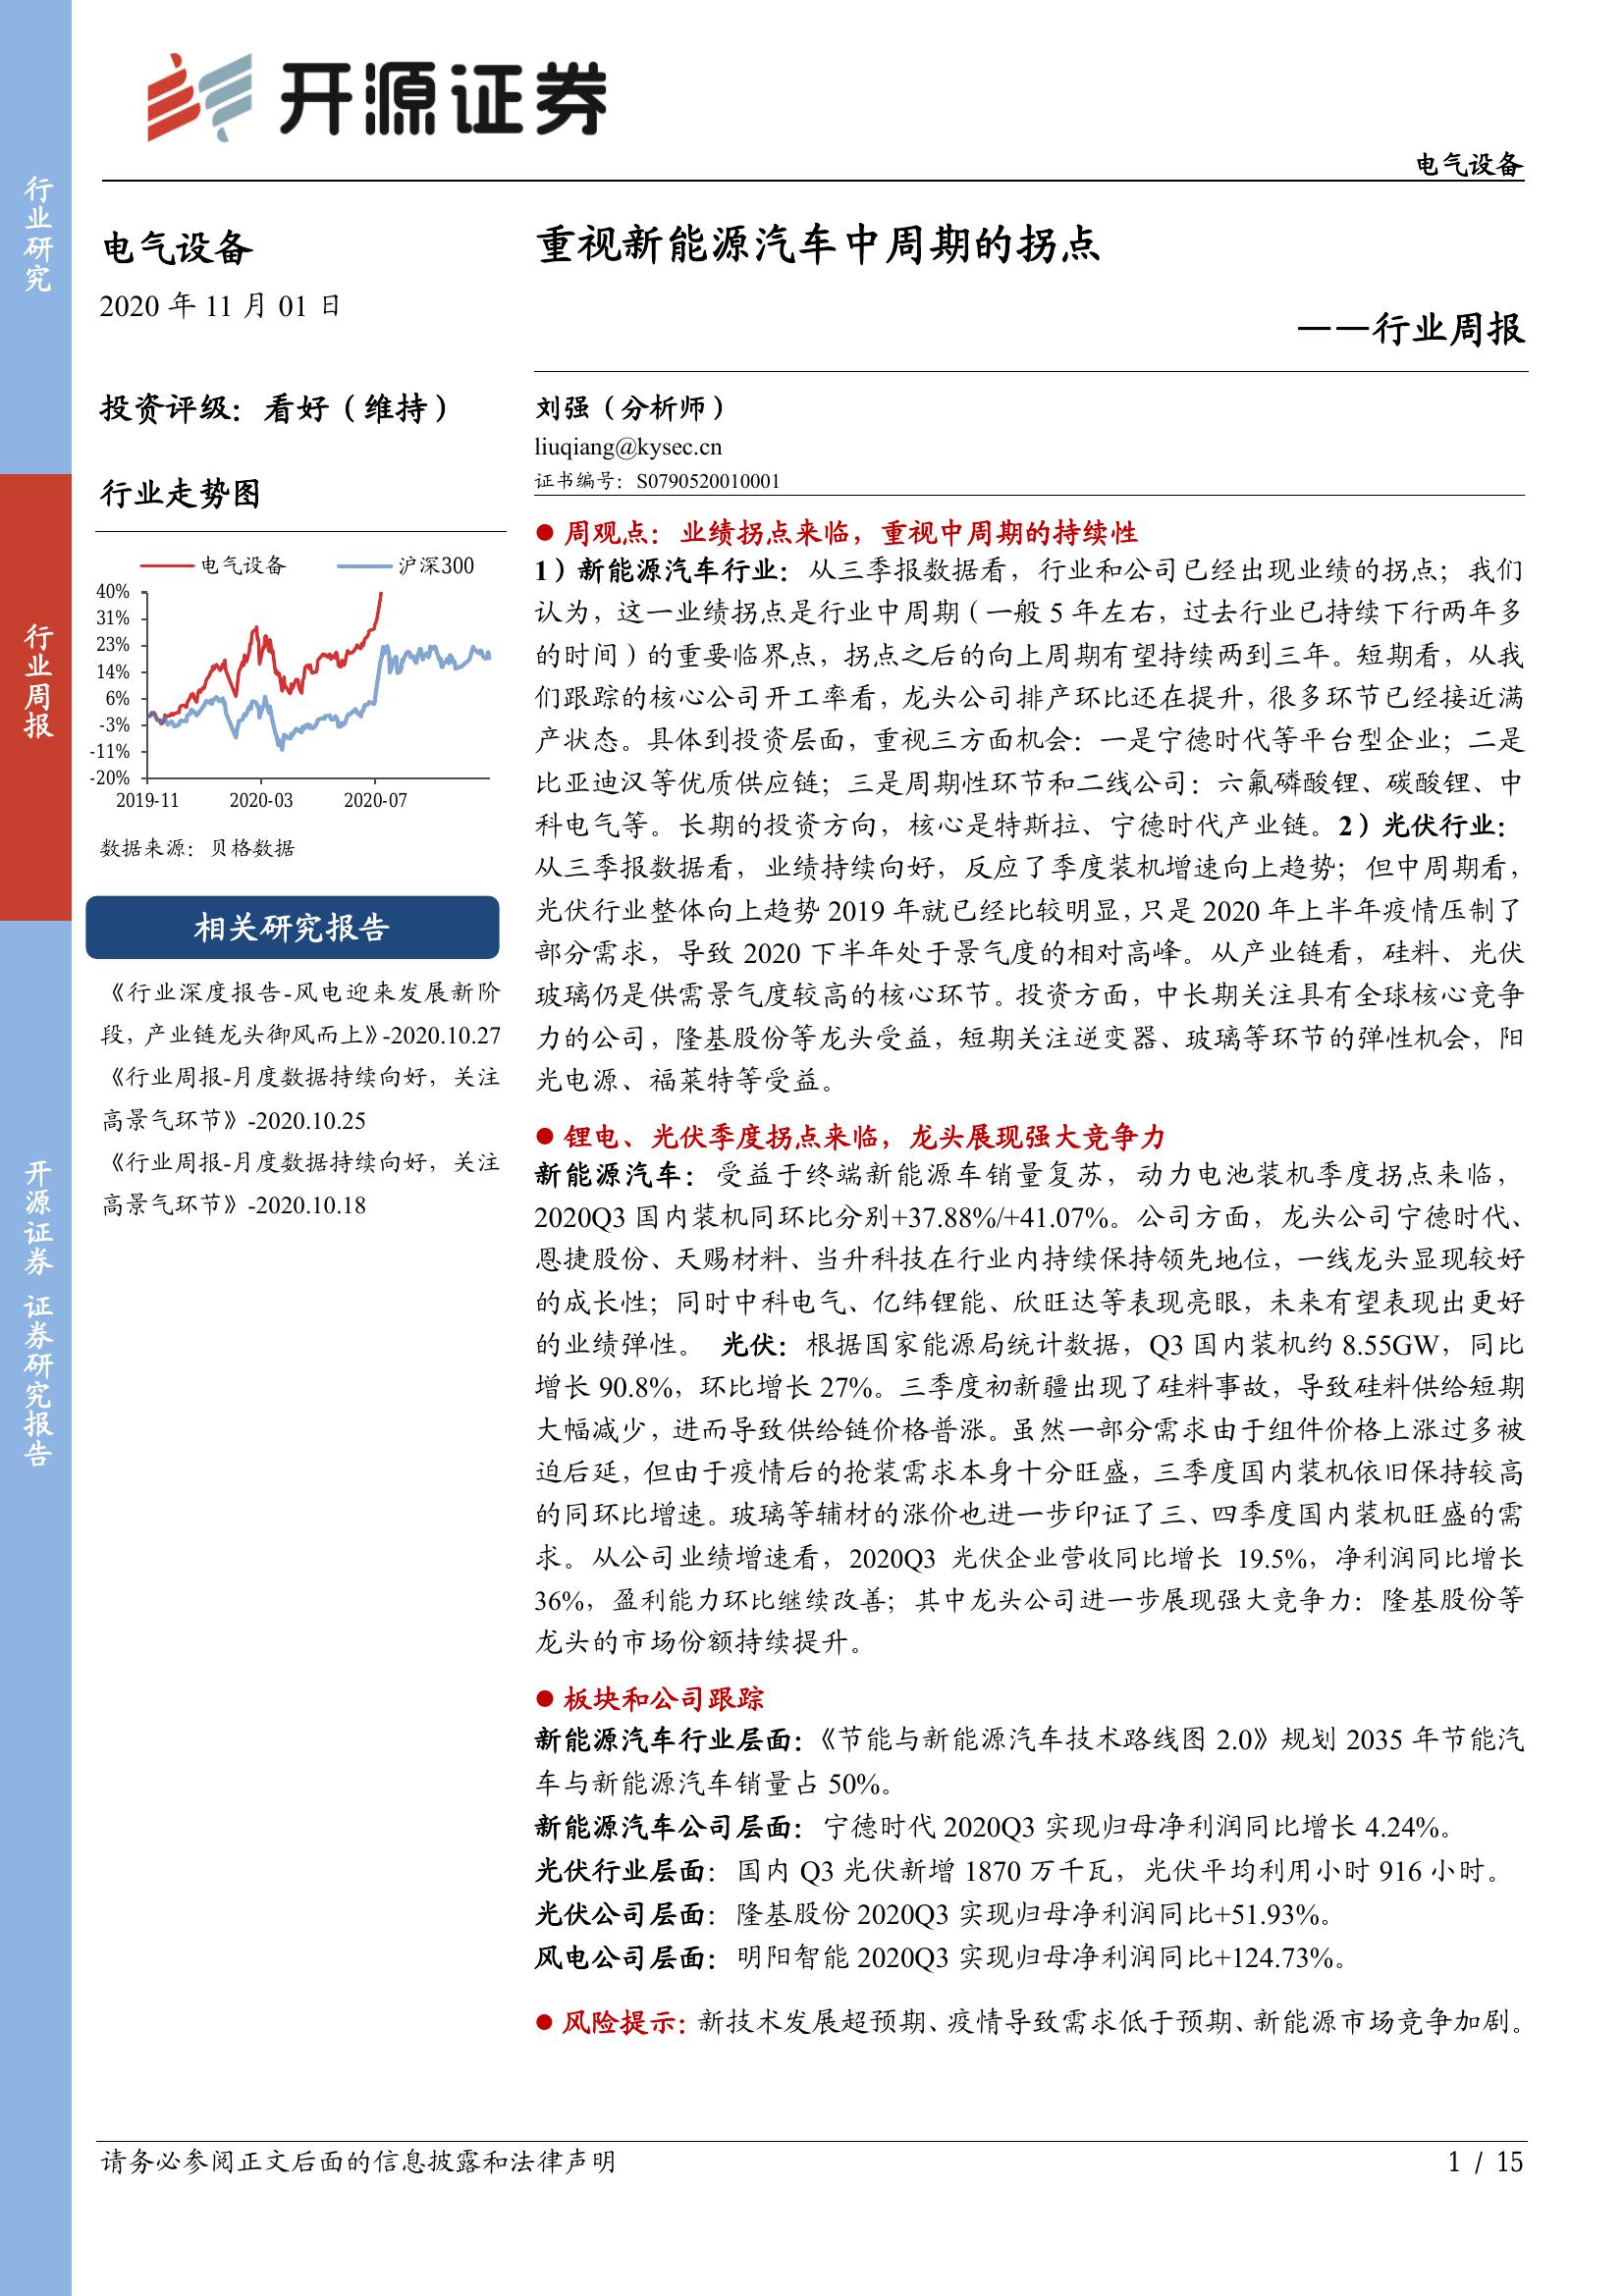 开源证券
电气设备
行业研究
行业周报
开源证券 证券研究报告
电气设备
2020 年 11 月 01 日
投资评级：看好（维持）
行业走势图
电气设备 沪深300
40%
31%
23%
14%
6%
-3%
-11%
-20%
2019-11 2020-03 2020-07
数据来源：贝格数据
相关研究报告
《行业深度报告-风电迎来发展新阶
段，产业链龙头御风而上》-2020.10.27
《行业周报-月度数据持续向好，关注
高景气环节》-2020.10.25
《行业周报-月度数据持续向好，关注
高景气环节》-2020.10.18
重视新能源汽车中周期的拐点
——行业周报
刘强（分析师）
liuqiang@kysec.cn
证书编号：S0790520010001
● 周观点：业绩拐点来临，重视中周期的持续性
1）新能源汽车行业：从三季报数据看，行业和公司已经出现业绩的拐点；我们
认为，这一业绩拐点是行业中周期（一般 5 年左右，过去行业已持续下行两年多
的时间）的重要临界点，拐点之后的向上周期有望持续两到三年。短期看，从我
们跟踪的核心公司开工率看，龙头公司排产环比还在提升，很多环节已经接近满
产状态。具体到投资层面，重视三方面机会：一是宁德时代等平台型企业；二是
比亚迪汉等优质供应链；三是周期性环节和二线公司：六氟磷酸锂、碳酸锂、中
科电气等。长期的投资方向，核心是特斯拉、宁德时代产业链。2）光伏行业：
从三季报数据看，业绩持续向好，反应了季度装机增速向上趋势；但中周期看，
光伏行业整体向上趋势 2019 年就已经比较明显，只是 2020 年上半年疫情压制了
部分需求，导致 2020 下半年处于景气度的相对高峰。从产业链看，硅料、光伏
玻璃仍是供需景气度较高的核心环节。投资方面，中长期关注具有全球核心竞争
力的公司，隆基股份等龙头受益，短期关注逆变器、玻璃等环节的弹性机会，阳
光电源、福莱特等受益。
● 锂电、光伏季度拐点来临，龙头展现强大竞争力
新能源汽车：受益于终端新能源车销量复苏，动力电池装机季度拐点来临，
2020Q3 国内装机同环比分别+37.88%/+41.07%。公司方面，龙头公司宁德时代、
恩捷股份、天赐材料、当升科技在行业内持续保持领先地位，一线龙头显现较好
的成长性；同时中科电气、亿纬锂能、欣旺达等表现亮眼，未来有望表现出更好
的业绩弹性。 光伏：根据国家能源局统计数据，Q3 国内装机约 8.55GW，同比
增长 90.8%，环比增长 27%。三季度初新疆出现了硅料事故，导致硅料供给短期
大幅减少，进而导致供给链价格普涨。虽然一部分需求由于组件价格上涨过多被
迫后延，但由于疫情后的抢装需求本身十分旺盛，三季度国内装机依旧保持较高
的同环比增速。玻璃等辅材的涨价也进一步印证了三、四季度国内装机旺盛的需
求。从公司业绩增速看，2020Q3 光伏企业营收同比增长 19.5%，净利润同比增长
36%，盈利能力环比继续改善；其中龙头公司进一步展现强大竞争力：隆基股份等
龙头的市场份额持续提升。
● 板块和公司跟踪
新能源汽车行业层面：《节能与新能源汽车技术路线图 2.0》规划 2035 年节能汽
车与新能源汽车销量占 50%。
新能源汽车公司层面：宁德时代 2020Q3 实现归母净利润同比增长 4.24%。
光伏行业层面：国内 Q3 光伏新增 1870 万千瓦，光伏平均利用小时 916 小时。
光伏公司层面：隆基股份 2020Q3 实现归母净利润同比+51.93%。
风电公司层面：明阳智能 2020Q3 实现归母净利润同比+124.73%。
● 风险提示：新技术发展超预期、疫情导致需求低于预期、新能源市场竞争加剧。
请务必参阅正文后面的信息披露和法律声明
1 / 15